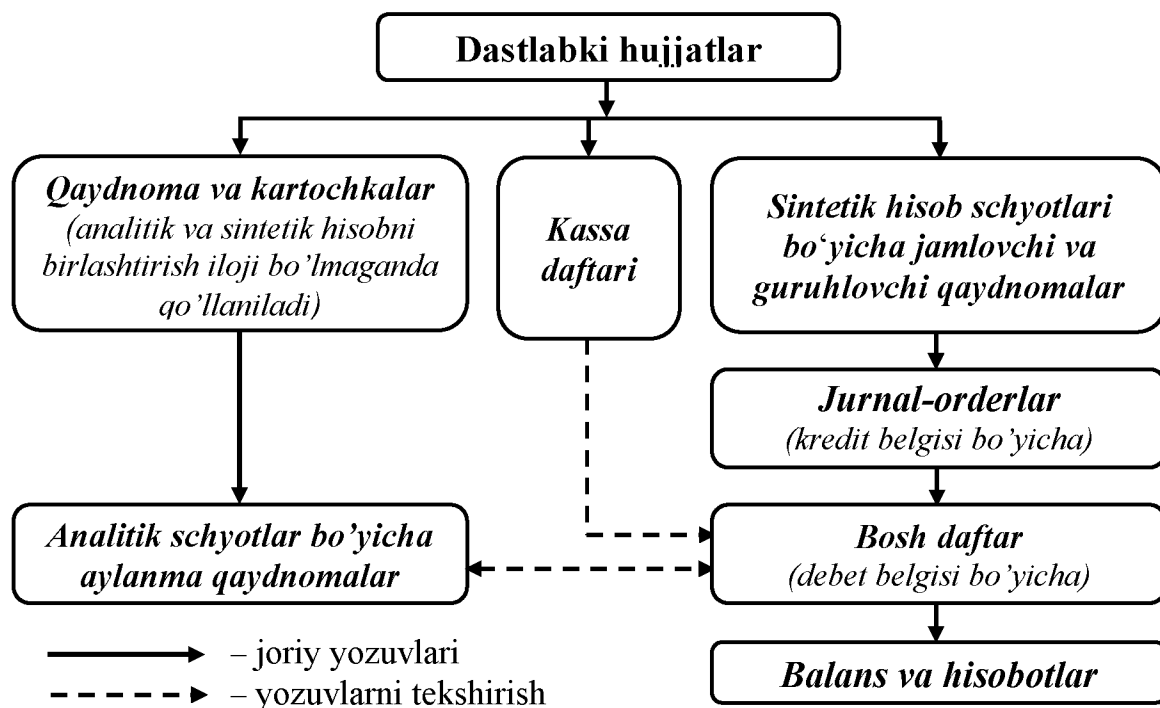 Dastlabki hujjatlar
Qaydnoma va kartochkalar
(analitik va sintetik hisobni
birlashtirish iloji bo’lmaganda
qo’llaniladi)
Kassa
daftari
Sintetik hisob schyotlari
bo‘yicha jamlovchi va
guruhlovchi qaydnomalar
Jurnal-orderlar
(kredit belgisi bo’yicha)
Analitik schyotlar bo’yicha
aylanma qaydnomalar
Bosh daftar
(debet belgisi bo’yicha)
Balans va hisobotlar
– joriy yozuvlari
– yozuvlarni tekshirish